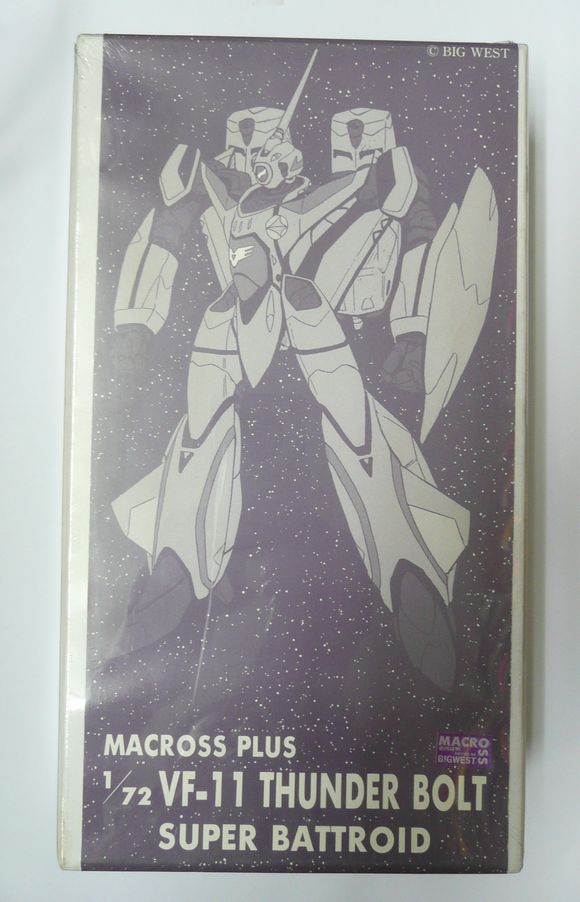 © BIG WEST
MACROSS PLUS
1/72 VF-11 THUNDER BOLT
SUPER BATTROID
MACROSS
BIGWEST